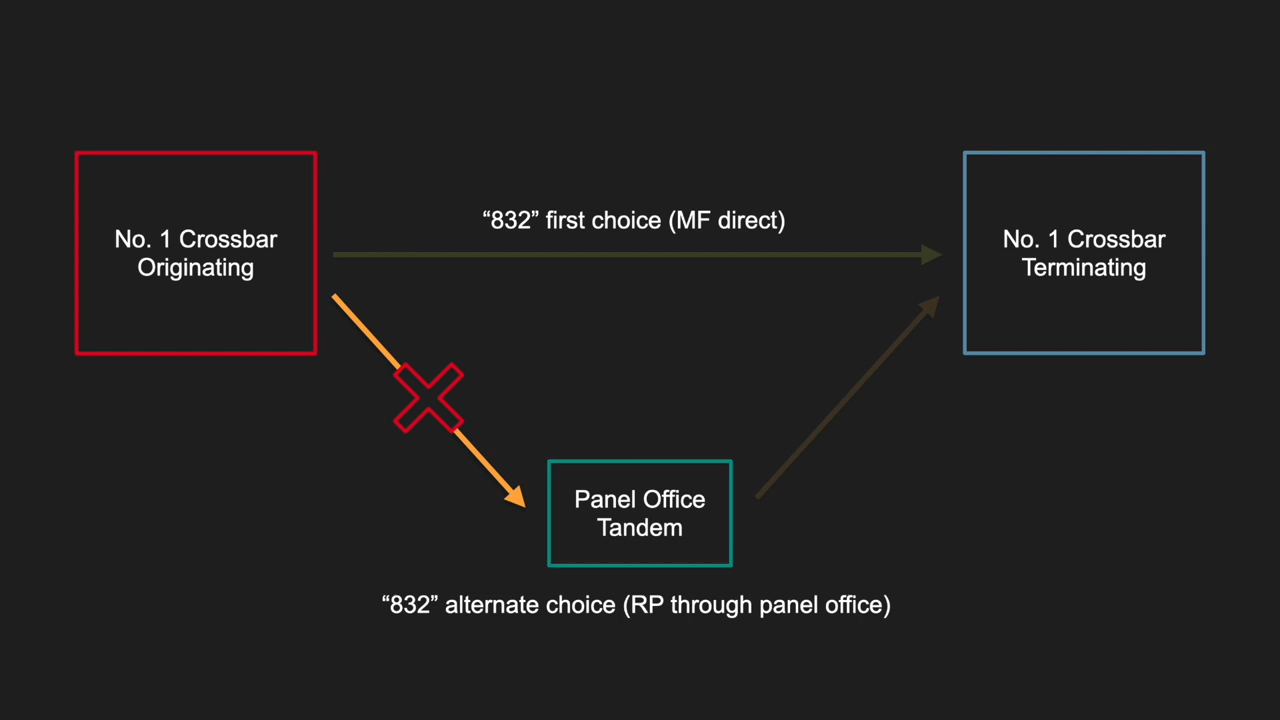 “832” first choice (MF direct)
No. 1 Crossbar
Originating
No. 1 Crossbar
Terminating
Panel Office
Tandem
“832” alternate choice (RP through panel office)